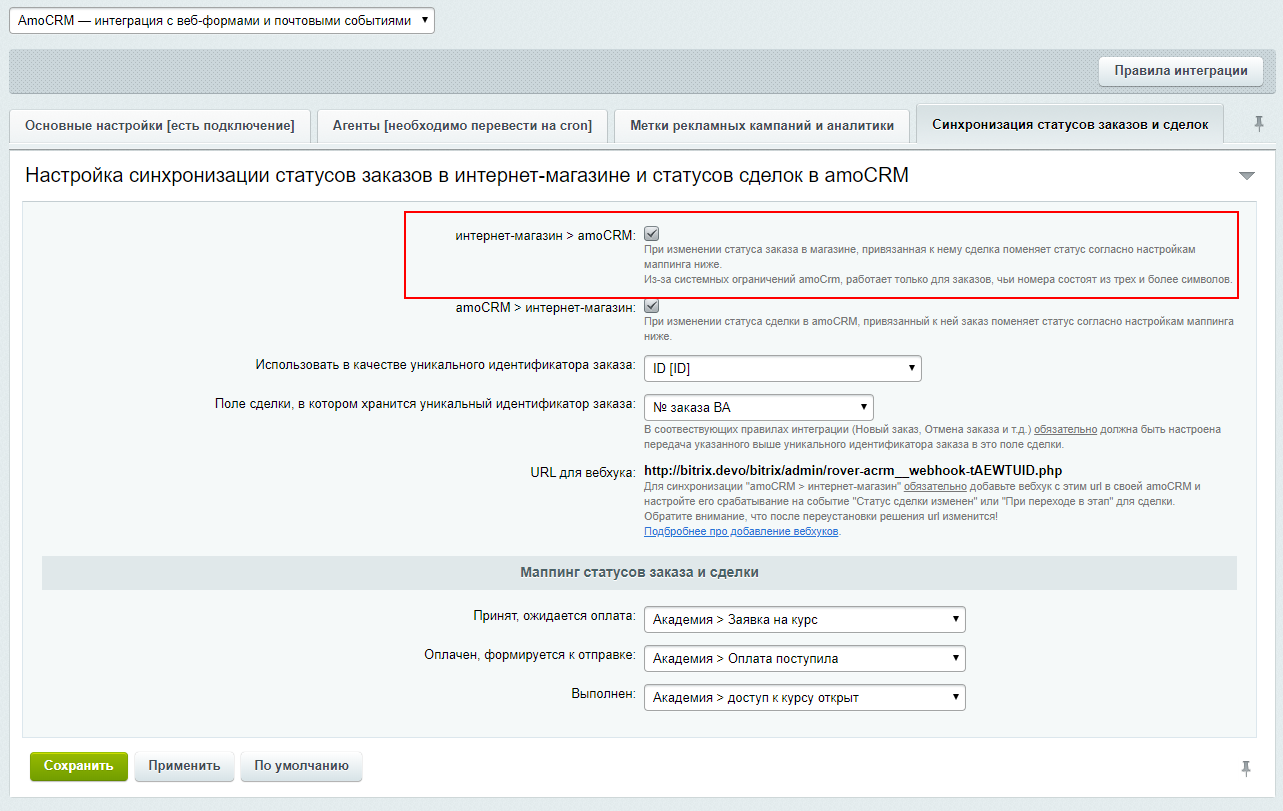 AmoCRM — интеграция с веб-формами и почтовыми событиями
Правила интеграции
Основные настройки [есть подключение]
Агенты [необходимо перевести на cron]
Метки рекламных кампаний и аналитики
Синхронизация статусов заказов и сделок
Настройка синхронизации статусов заказов в интернет-магазине и статусов сделок в amoCRM
интернет-магазин > amoCRM:
При изменении статуса заказа в магазине, привязанная к нему сделка поменяет статус согласно настройкам
маппинга ниже.
Из-за системных ограничений amoCrm, работает только для заказов, чьи номера состоят из трех и более символов.
amoCRM > интернет-магазин:
При изменении статуса сделки в amoCRM, привязанный к ней заказ поменяет статус согласно настройкам маппинга
ниже.
Использовать в качестве уникального идентификатора заказа:
ID [ID]
Поле сделки, в котором хранится уникальный идентификатор заказа:
№ заказа ВА
В соотвествующих правилах интеграции (Новый заказ, Отмена заказа и т.д.) обязательно должна быть настроена
передача указанного выше уникального идентификатора заказа в это поле сделки.
URL для вебхука:
http://bitrix.devo/bitrix/admin/rover-acrm__webhook-tAEWTUID.php
Для синхронизации "amoCRM > интернет-магазин" обязательно добавьте вебхук с этим url в своей amoCRM и
настройте его срабатывание на событие "Статус сделки изменен" или "При переходе в этап" для сделки.
Обратите внимание, что после переустановки решения url изменится!
Подбробнее про добавление вебхуков.
Маппинг статусов заказа и сделки
Принят, ожидается оплата:
Академия > Заявка на курс
Оплачен, формируется к отправке:
Академия > Оплата поступила
Выполнен:
Академия > доступ к курсу открыт
Сохранить
Применить
По умолчанию